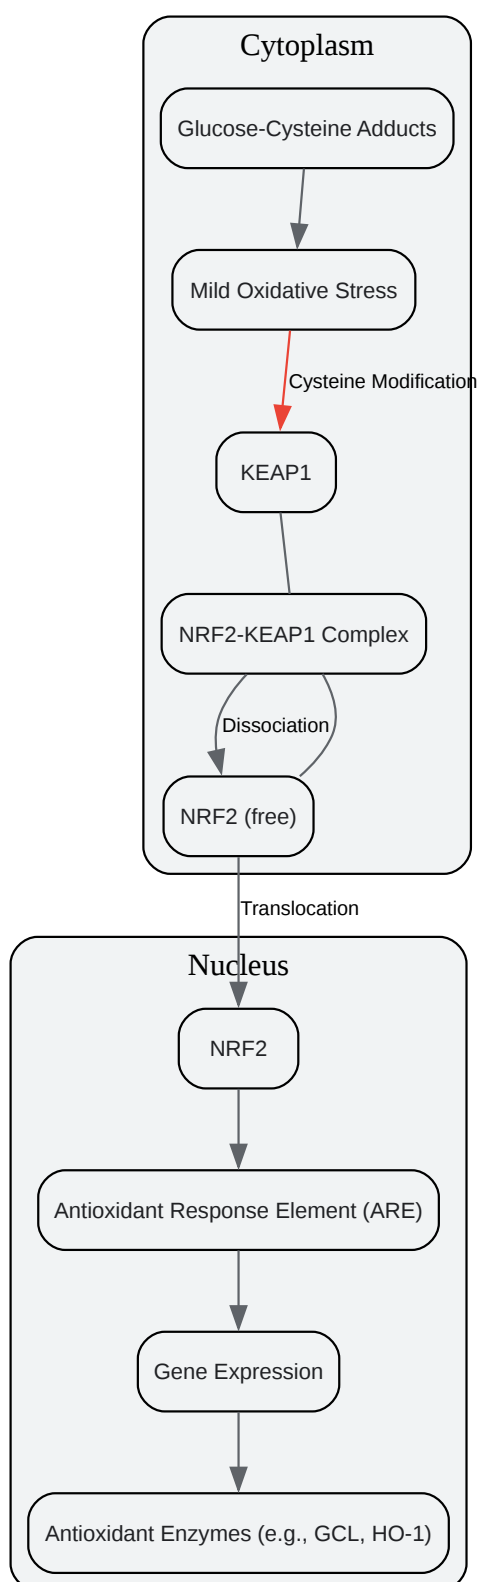 Cytoplasm
Glucose-Cysteine Adducts
Mild Oxidative Stress
Cysteine Modification
KEAP1
NRF2-KEAP1 Complex
Dissociation
NRF2 (free)
Translocation
Nucleus
NRF2
Antioxidant Response Element (ARE)
Gene Expression
Antioxidant Enzymes (e.g., GCL, HO-1)